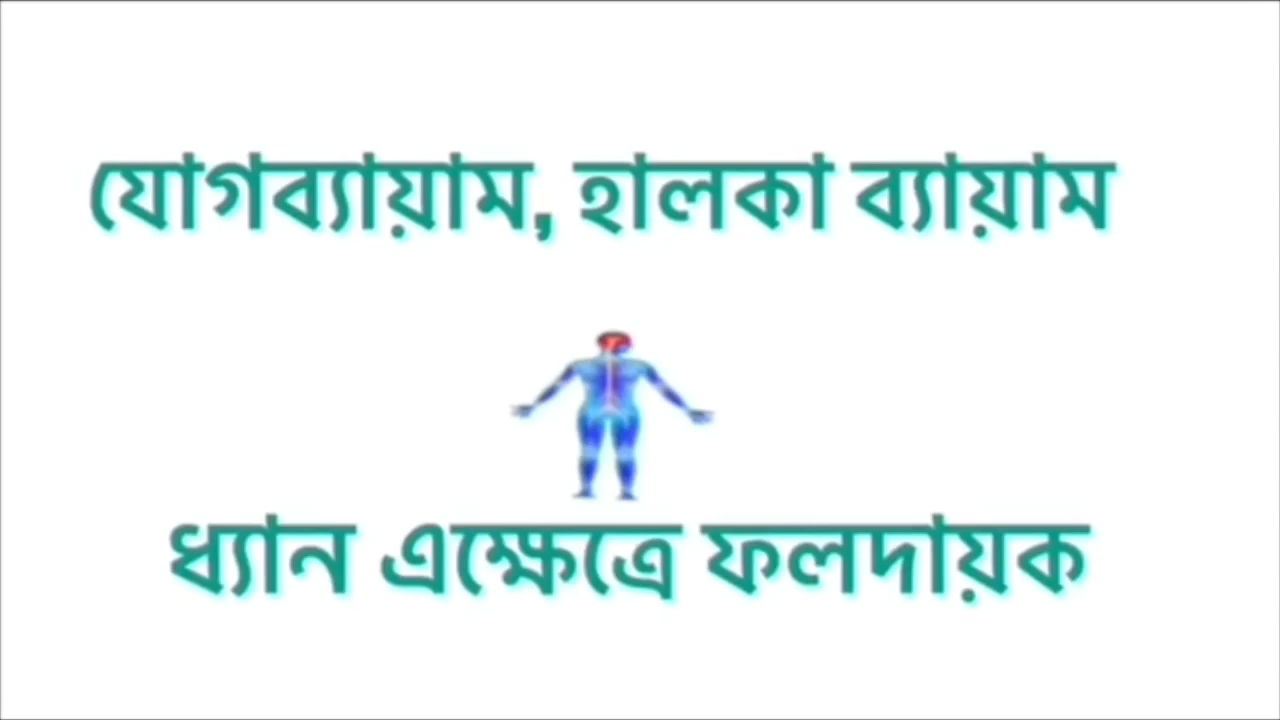 যোগব্যায়াম, হালকা ব্যায়াম
ধ্যান এক্ষেত্রে ফলদায়ক